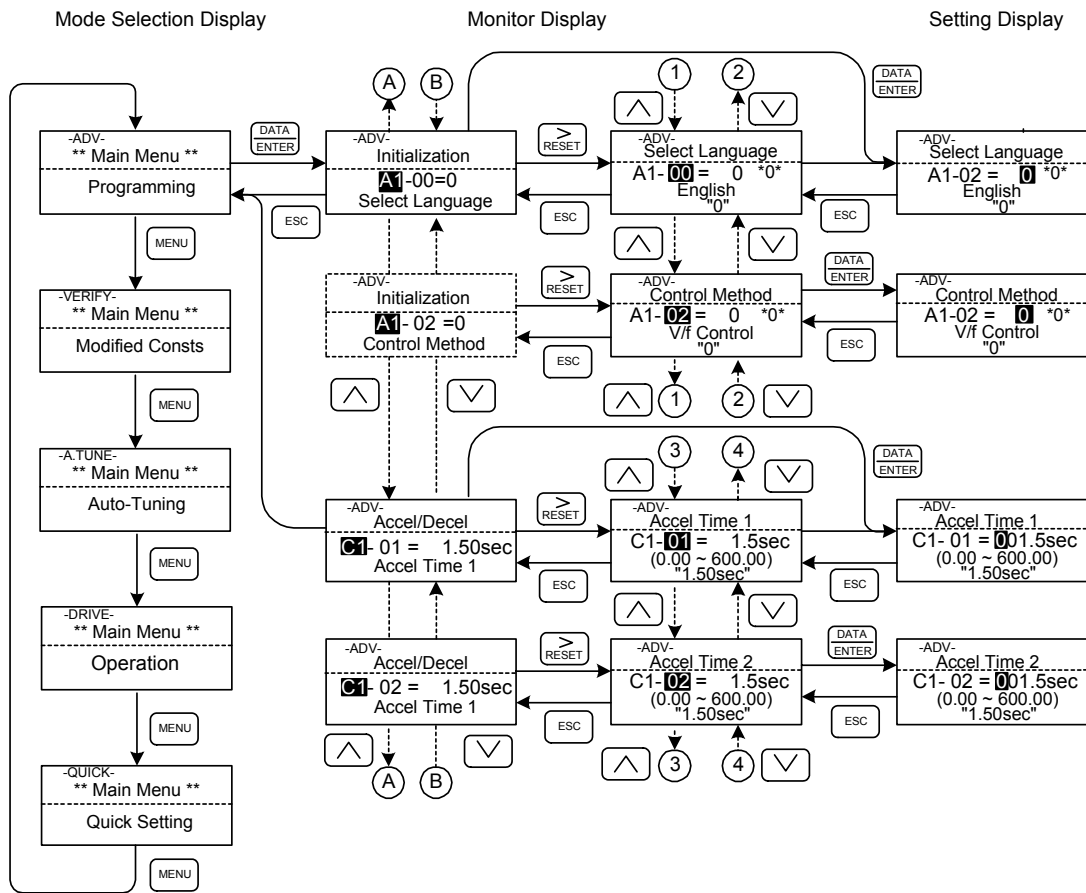 Mode Selection Display
Monitor Display
Setting Display
A
B
1
2
DATA
ENTER
-ADV-
** Main Menu **
Programming
DATA
ENTER
-ADV-
Initialization
A1-00=0
Select Language
>
RESET
-ADV-
Select Language
A1- 00 = 0 *0*
English
"0"
-ADV-
Select Language
A1-02 = 0 *0*
English
"0"
ESC
ESC
ESC
MENU
-VERIFY-
** Main Menu **
Modified Consts
-ADV-
Initialization
A1- 02 =0
Control Method
>
RESET
-ADV-
Control Method
A1- 02 = 0 *0*
V/f Control
"0"
DATA
ENTER
-ADV-
Control Method
A1-02 = 0 *0*
V/f Control
"0"
ESC
ESC
MENU
1
2
-A.TUNE-
** Main Menu **
Auto-Tuning
3
4
DATA
ENTER
-ADV-
Accel/Decel
C1- 01 = 1.50sec
Accel Time 1
>
RESET
-ADV-
Accel Time 1
C1- 01 = 1.5sec
(0.00 ~ 600.00)
"1.50sec"
-ADV-
Accel Time 1
C1- 01 = 001.5sec
(0.00 ~ 600.00)
"1.50sec"
ESC
ESC
MENU
-DRIVE-
** Main Menu **
Operation
-ADV-
Accel/Decel
C1- 02 = 1.50sec
Accel Time 1
>
RESET
-ADV-
Accel Time 2
C1- 02 = 1.5sec
(0.00 ~ 600.00)
"1.50sec"
DATA
ENTER
-ADV-
Accel Time 2
C1- 02 = 001.5sec
(0.00 ~ 600.00)
"1.50sec"
ESC
ESC
MENU
A
B
3
4
-QUICK-
** Main Menu **
Quick Setting
MENU